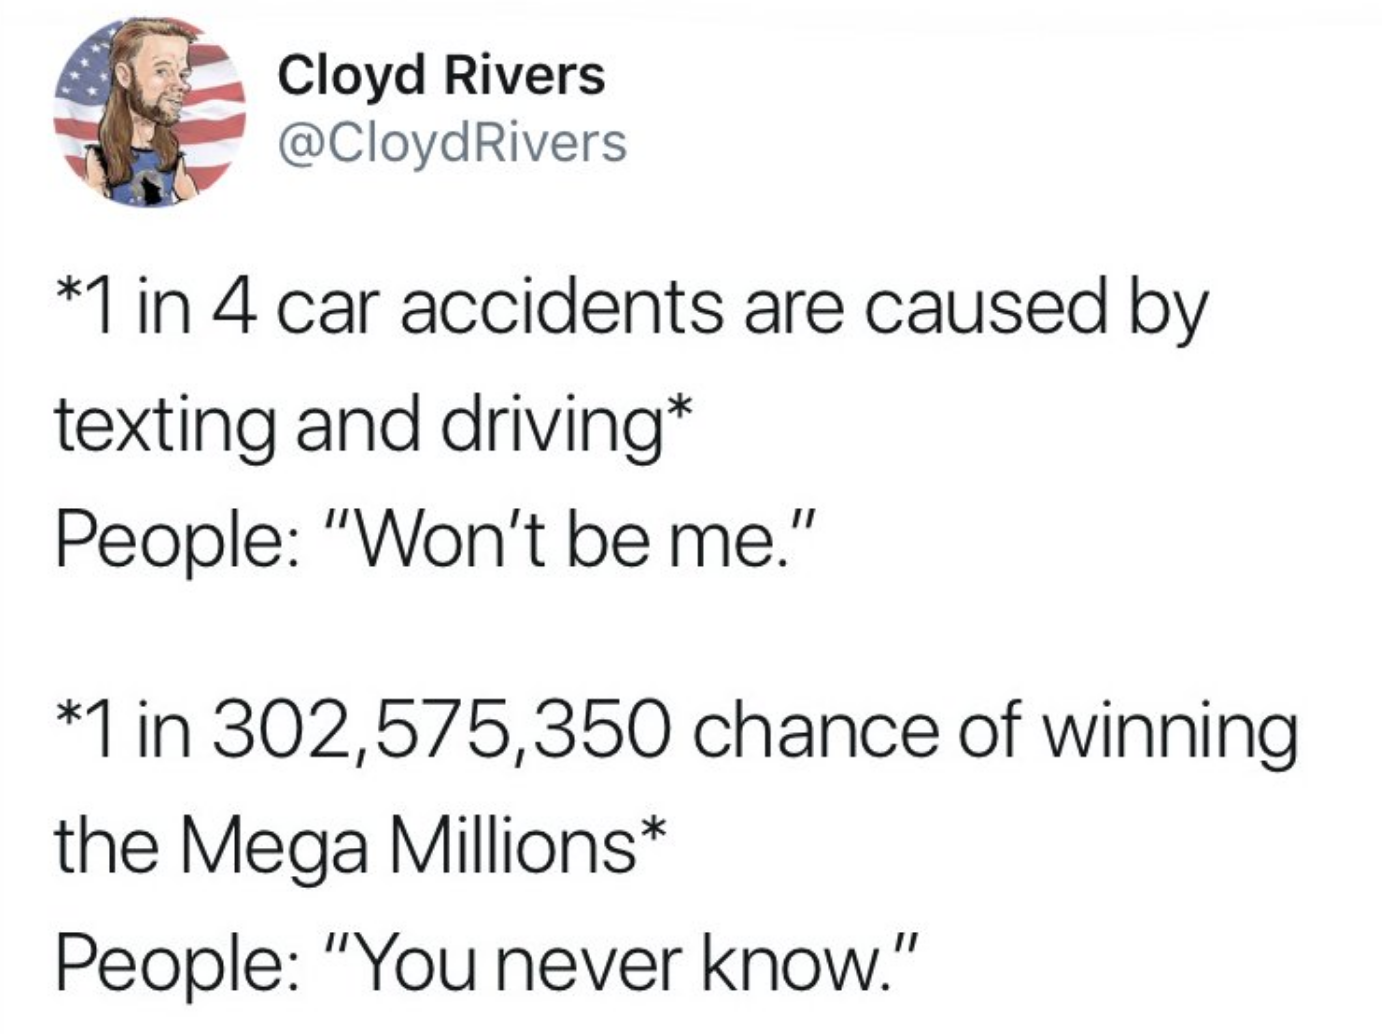 Cloyd Rivers
@CloydRivers
*1 in 4 car accidents are caused by
texting and driving*
People: “Won’t be me.”
*1 in 302,575,350 chance of winning
the Mega Millions*
People: “You never know.”